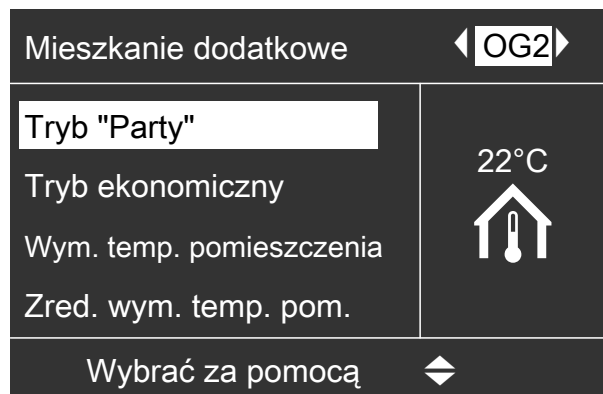 Mieszkanie dodatkowe OG2
Tryb "Party"
Tryb ekonomiczny
22°C
Wym. temp. pomieszczenia
Zred. wym. temp. pom.
Wybrać za pomocą